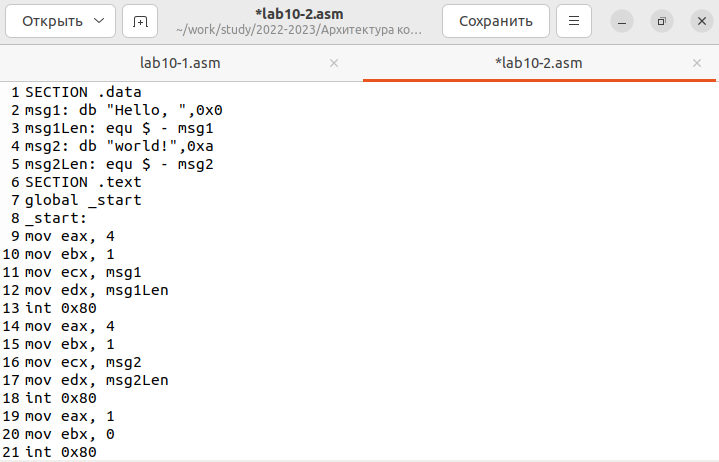 Открыть
*lab10-2.asm
~/work/study/2022-2023/Архитектура ко…
Сохранить
lab10-1.asm
*lab10-2.asm
1 SECTION .data
2 msg1: db "Hello, ",0x0
3 msg1Len: equ $ - msg1
4 msg2: db "world!",0xa
5 msg2Len: equ $ - msg2
6 SECTION .text
7 global _start
8 _start:
9 mov eax, 4
10 mov ebx, 1
11 mov ecx, msg1
12 mov edx, msg1Len
13 int 0x80
14 mov eax, 4
15 mov ebx, 1
16 mov ecx, msg2
17 mov edx, msg2Len
18 int 0x80
19 mov eax, 1
20 mov ebx, 0
21 int 0x80